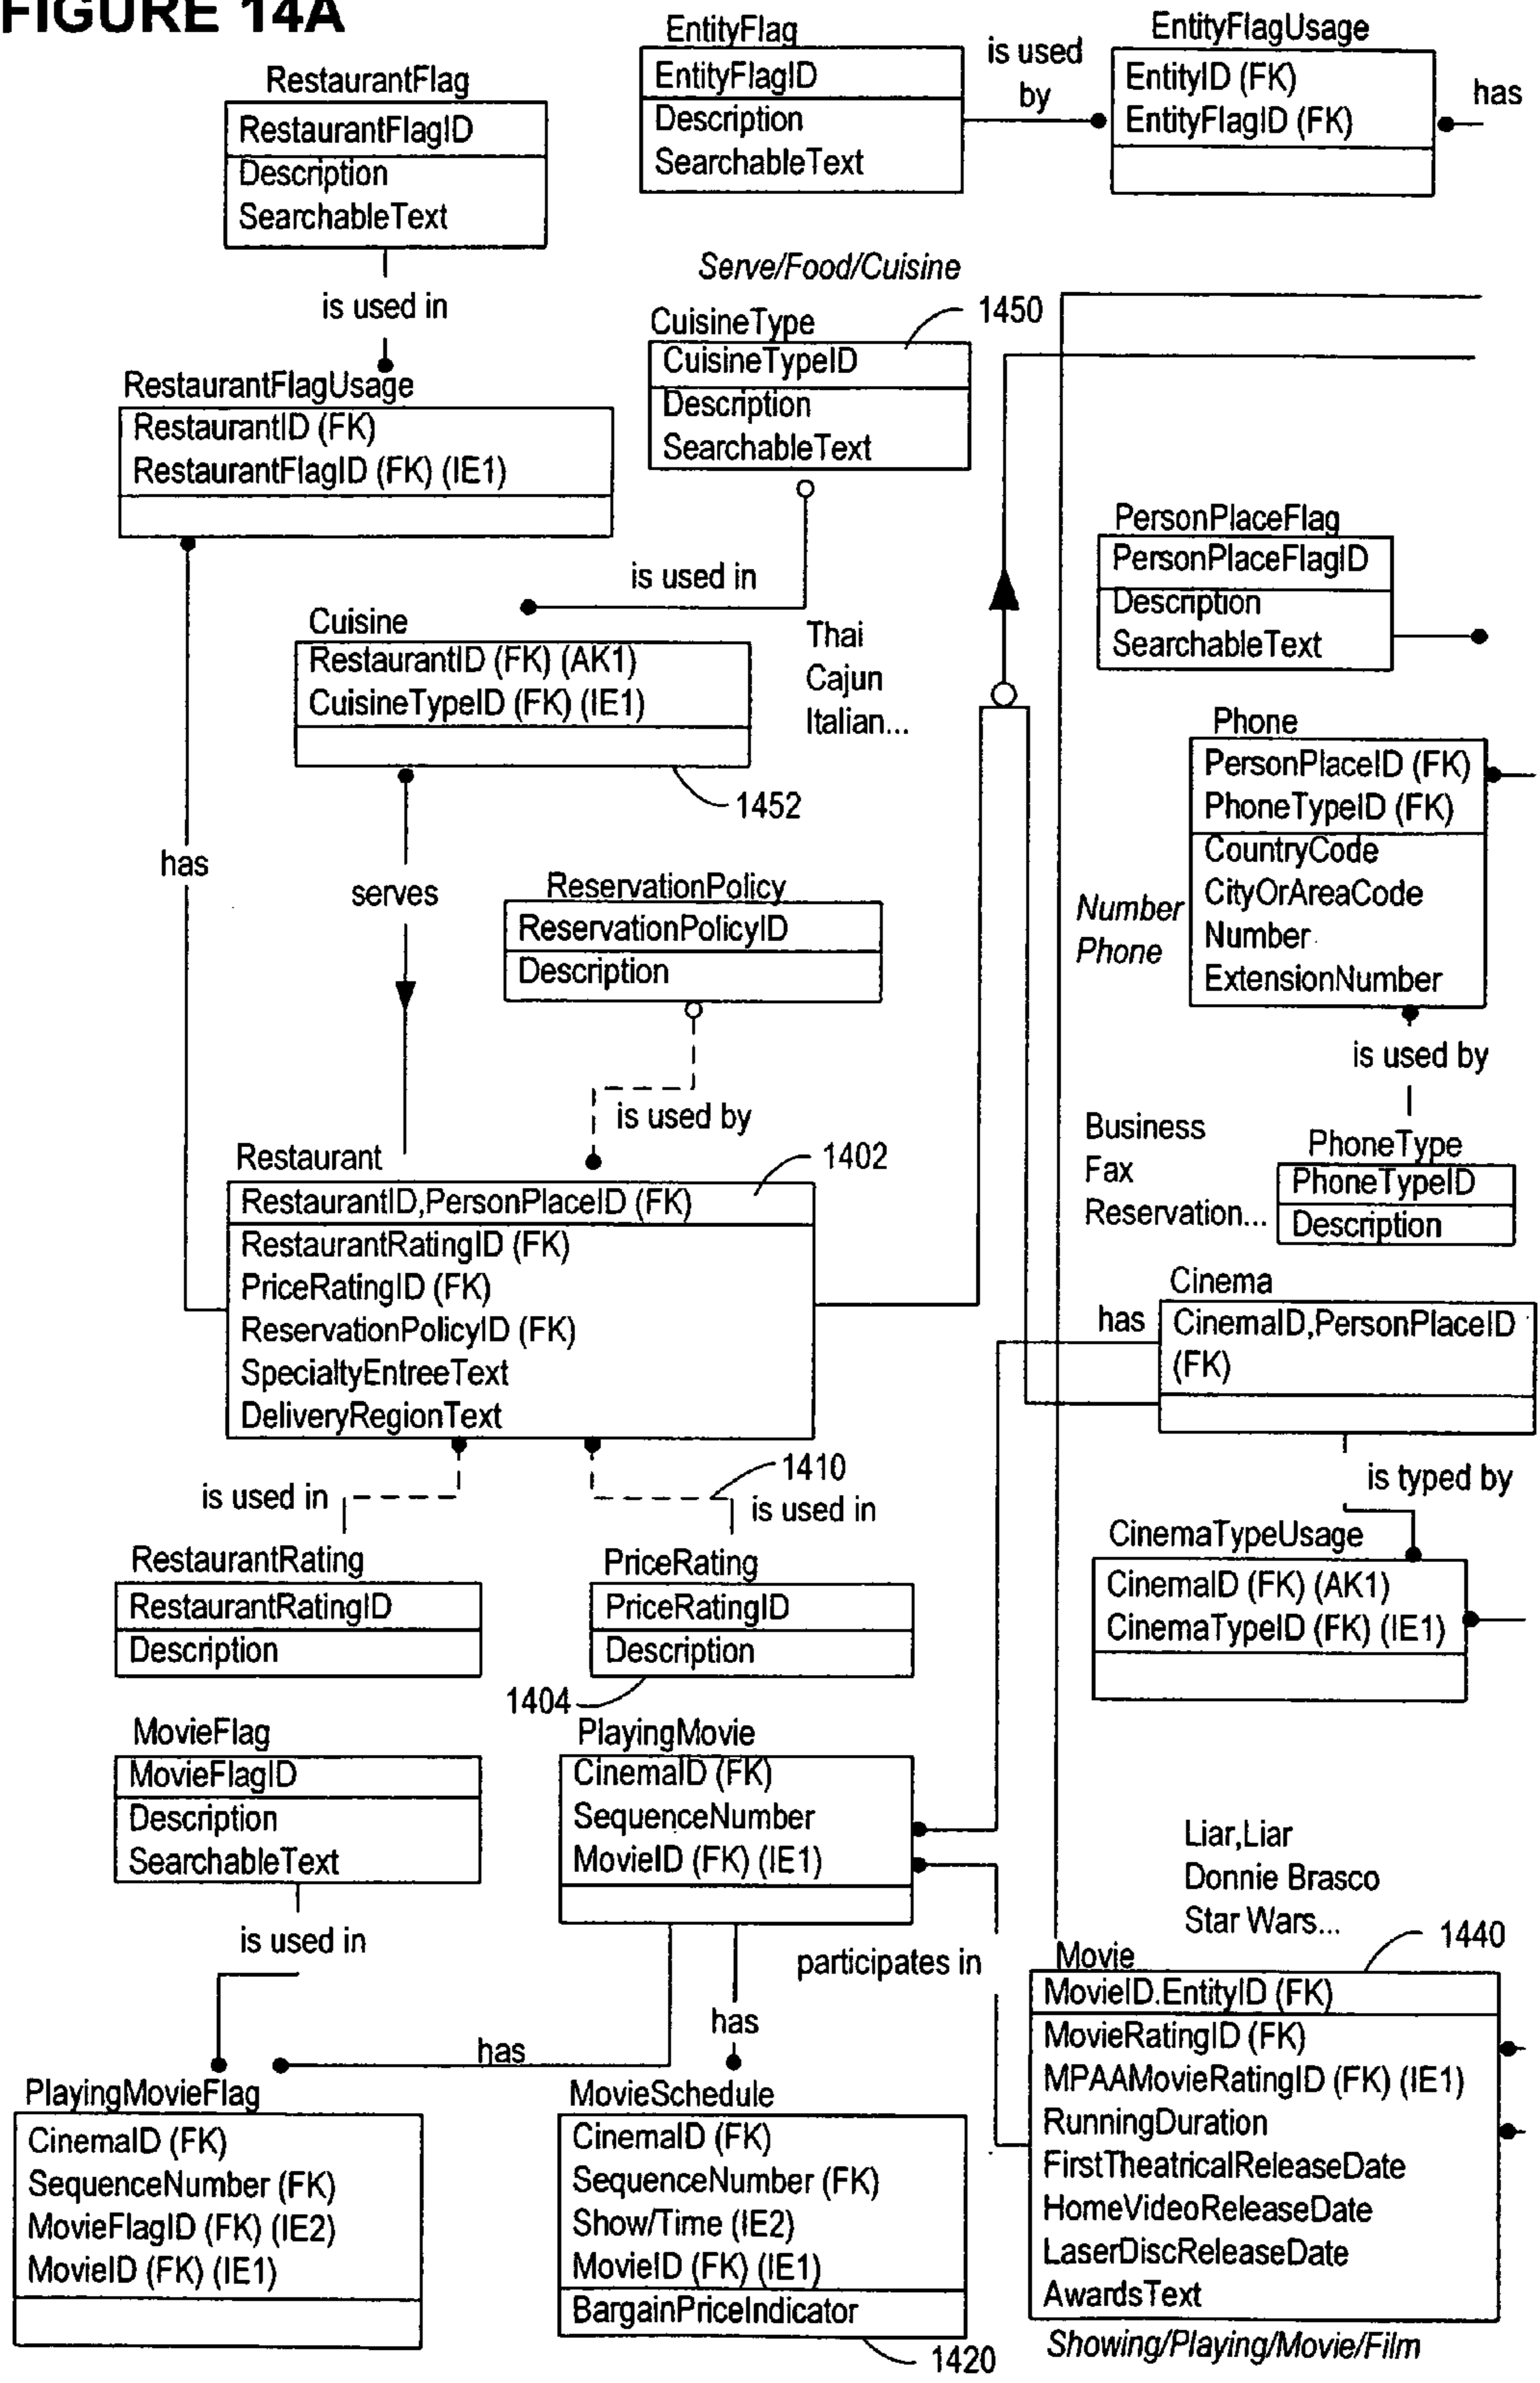 FIGURE 14A
EntityFlag
EntityFlagID
Description
SearchableText
is used
by
EntityFlagUsage
EntityID (FK)
EntityFlagID (FK)
has
RestaurantFlag
RestaurantFlagID
Description
SearchableText
is used in
RestaurantFlagUsage
RestaurantID (FK)
RestaurantFlagID (FK) (IE1)
Serve/Food/Cuisine
1450
CuisineType
CuisineTypeID
Description
SearchableText
is used in
Thai
Cajun
Italian...
Cuisine
RestaurantID (FK) (AK1)
CuisineTypeID (FK) (IE1)
1452
PersonPlaceFlag
PersonPlaceFlagID
Description
SearchableText
Phone
PersonPlaceID (FK)
PhoneTypeID (FK)
CountryCode
CityOrAreaCode
Number
ExtensionNumber
Number
Phone
is used by
Business
Fax
Reservation...
PhoneType
PhoneTypeID
Description
has
serves
ReservationPolicy
ReservationPolicyID
Description
is used by
Restaurant
1402
RestaurantID,PersonPlaceID (FK)
RestaurantRatingID (FK)
PriceRatingID (FK)
ReservationPolicyID (FK)
SpecialtyEntreeText
DeliveryRegionText
Cinema
has
CinemaID,PersonPlaceID
(FK)
is typed by
CinemaTypeUsage
CinemaID (FK) (AK1)
CinemaTypeID (FK) (IE1)
1410
is used in
is used in
RestaurantRating
RestaurantRatingID
Description
PriceRating
PriceRatingID
Description
1404
MovieFlag
MovieFlagID
Description
SearchableText
is used in
PlayingMovie
CinemaID (FK)
SequenceNumber
MovieID (FK) (IE1)
participates in
has
has
Liar,Liar
Donnie Brasco
Star Wars...
1440
Movie
MovieID.EntityID (FK)
MovieRatingID (FK)
MPAAMovieRatingID (FK) (IE1)
RunningDuration
FirstTheatricalReleaseDate
HomeVideoReleaseDate
LaserDiscReleaseDate
AwardsText
Showing/Playing/Movie/Film
PlayingMovieFlag
CinemaID (FK)
SequenceNumber (FK)
MovieFlagID (FK) (IE2)
MovieID (FK) (IE1)
MovieSchedule
CinemaID (FK)
SequenceNumber (FK)
Show/Time (IE2)
MovieID (FK) (IE1)
BargainPriceIndicator
1420